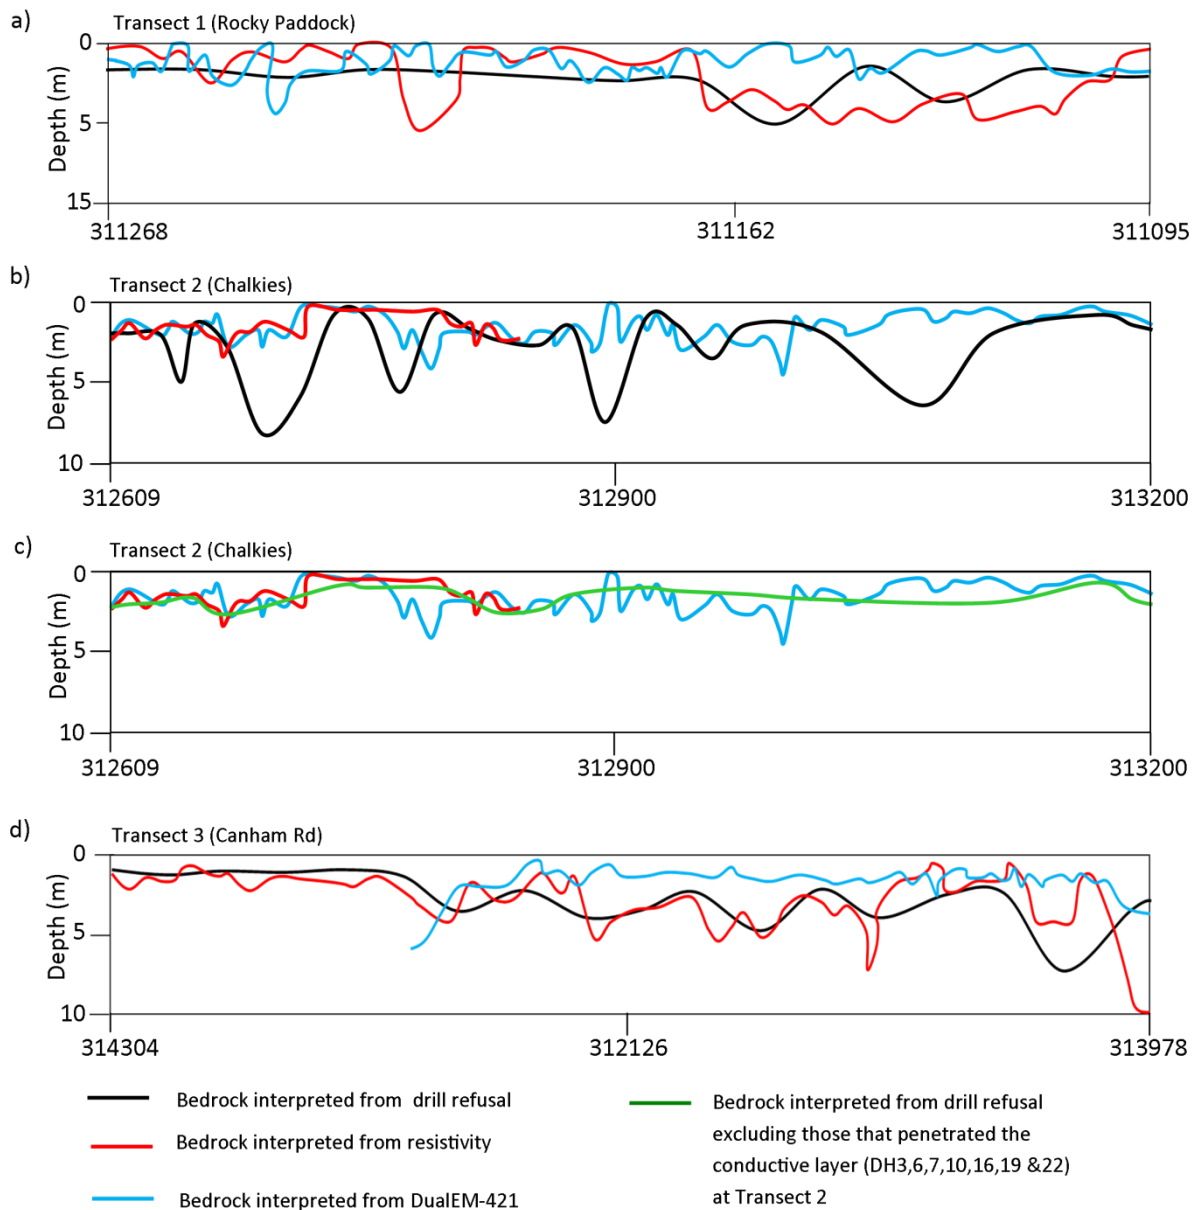 a)
Transect 1 (Rocky Paddock)
0
5
15
Depth (m)
311268
311162
311095
b)
Transect 2 (Chalkies)
0
5
10
Depth (m)
312609
312900
313200
c)
Transect 2 (Chalkies)
0
5
10
Depth (m)
312609
312900
313200
d)
Transect 3 (Canham Rd)
0
5
10
Depth (m)
314304
312126
313978
Bedrock interpreted from drill refusal
Bedrock interpreted from resistivity
Bedrock interpreted from DualEM-421
Bedrock interpreted from drill refusal
excluding those that penetrated the
conductive layer (DH3,6,7,10,16,19 &22)
at Transect 2